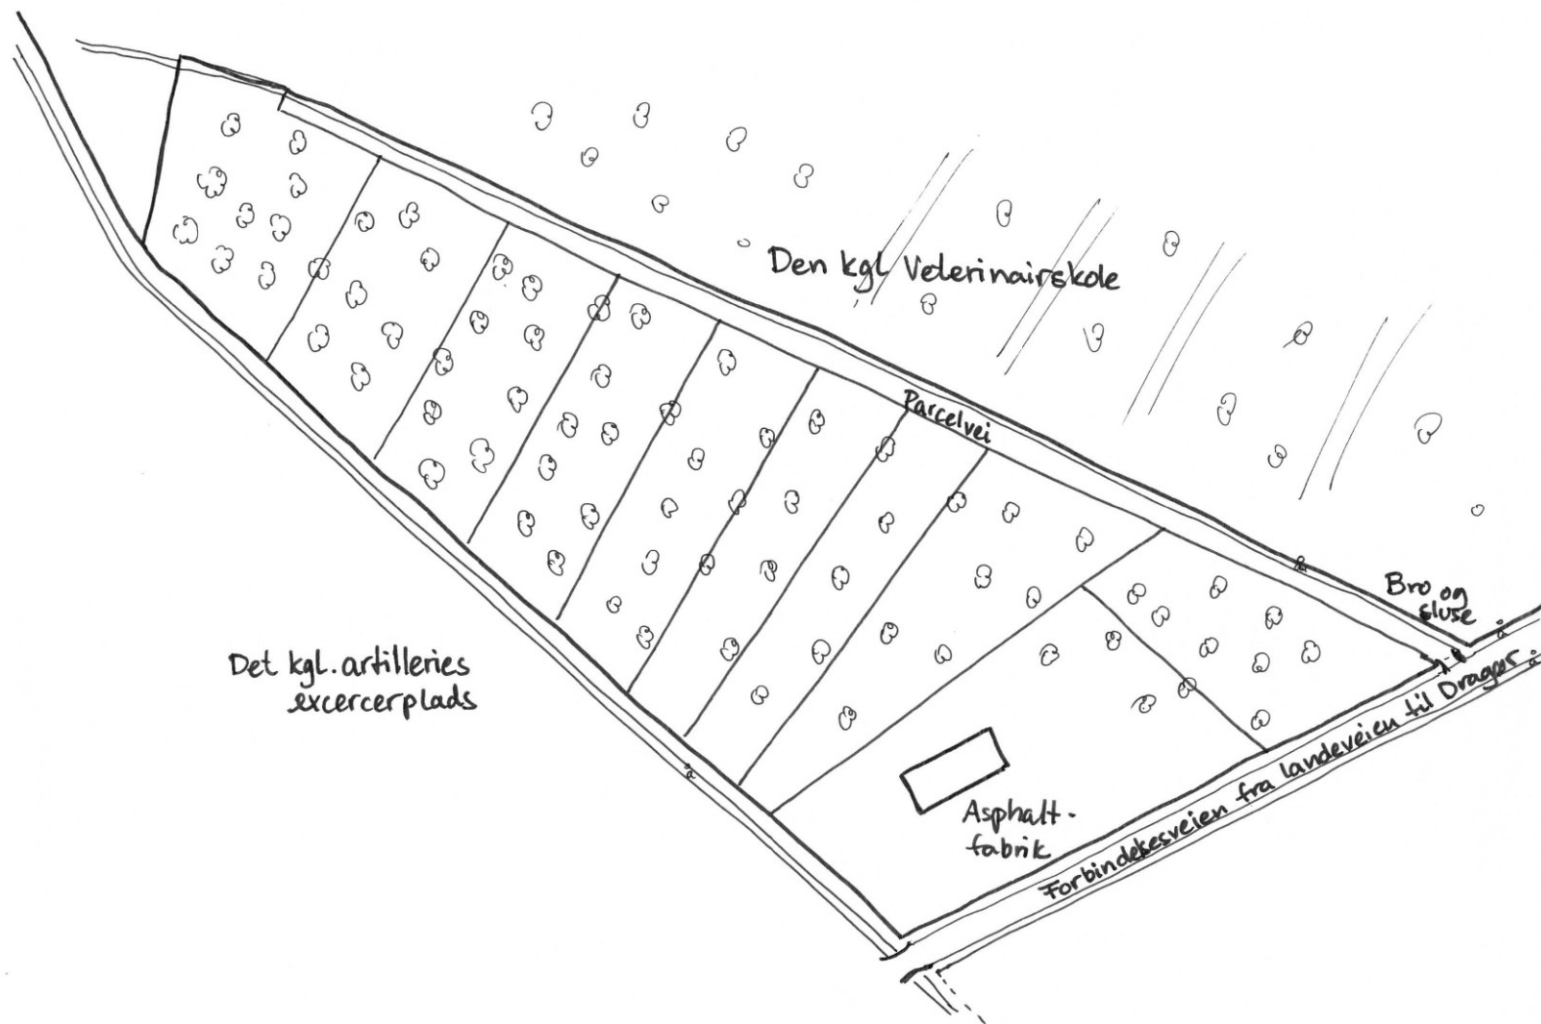 Den kgl Veterinairskole
Parcelvei
Bro og
sluse
Det kgl. artilleries
excercerplads
Asphalt-
fabrik
Forbindelsesveien fra landeveien til Dragør
å
å
å